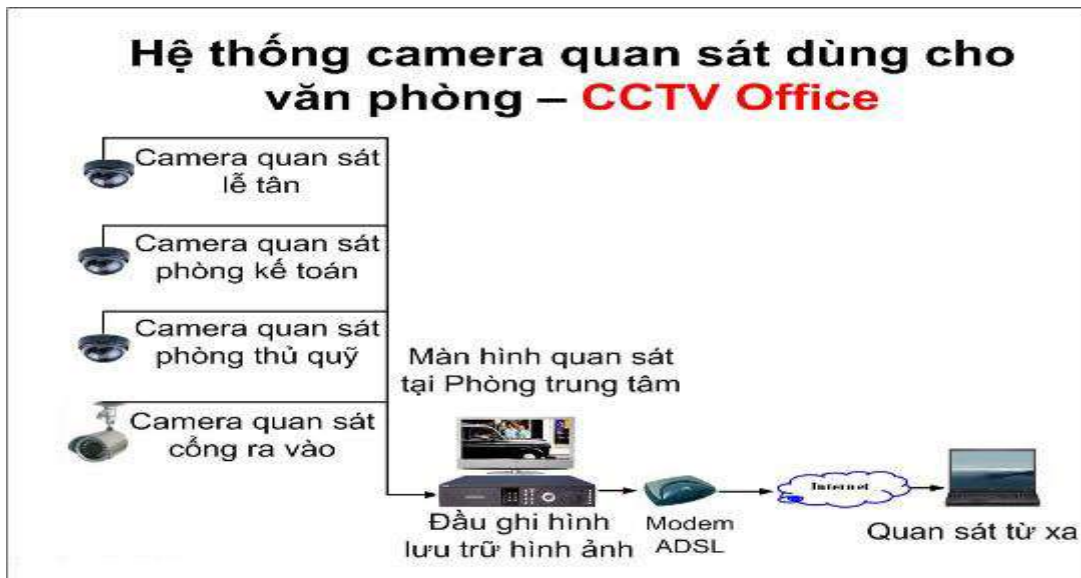 Hệ thống camera quan sát dùng cho
văn phòng – CCTV Office
Camera quan sát
lễ tân
Camera quan sát
phòng kế toán
Camera quan sát
phòng thủ quỹ
Camera quan sát
cổng ra vào
Màn hình quan sát
tại Phòng trung tâm
Đầu ghi hình
lưu trữ hình ảnh
Modem
ADSL
Internet
Quan sát từ xa